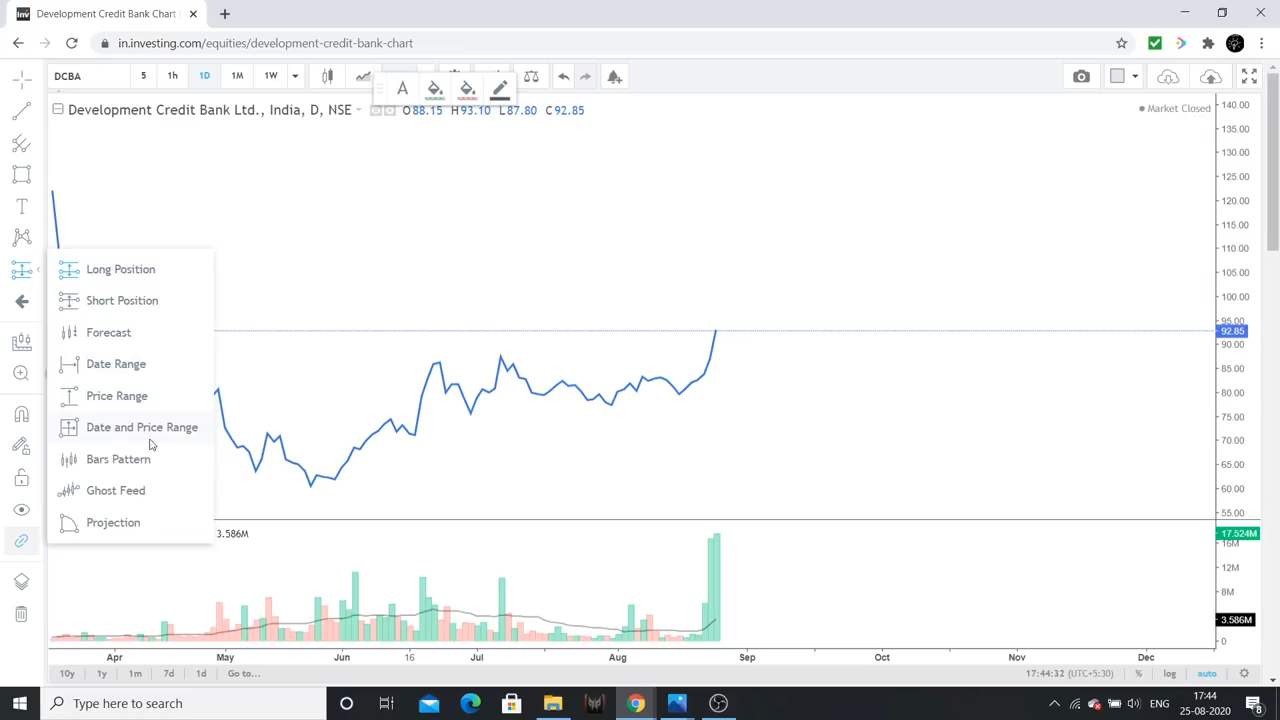 Inv Development Credit Bank Chart
in.investing.com/equities/development-credit-bank-chart
DCBA 5 1h 1D 1M 1W
A
Development Credit Bank Ltd., India, D, NSE O88.15 H93.10 L87.80 C92.85
Market Closed
T
Long Position
Short Position
Forecast
Date Range
Price Range
Date and Price Range
Bars Pattern
Ghost Feed
Projection
140.00
135.00
130.00
125.00
120.00
115.00
110.00
105.00
100.00
95.00
92.85
90.00
85.00
80.00
75.00
70.00
65.00
60.00
55.00
3.586M
17.524M
16M
12M
8M
3.586M
0
Apr May Jun 16 Jul Aug Sep Oct Nov Dec
10y 1y 1m 7d 1d Go to... 17:44:32 (UTC+5:30) % log auto
Type here to search
ENG
17:44
25-08-2020
8